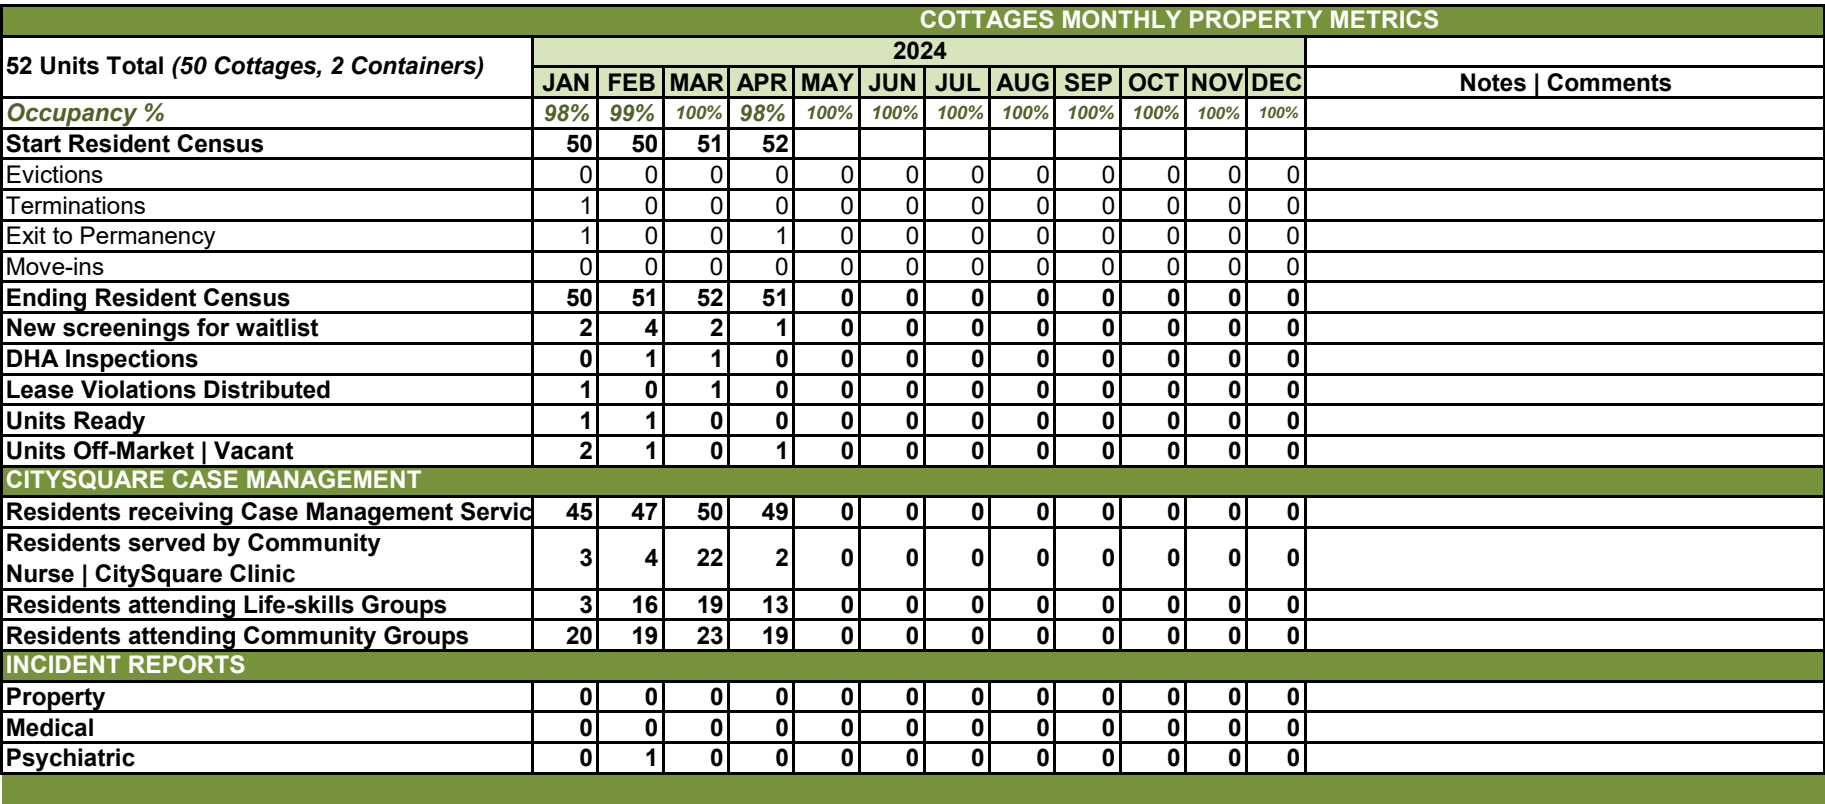 COTTAGES MONTHLY PROPERTY METRICS
52 Units Total (50 Cottages, 2 Containers)
2024
JAN FEB MAR APR MAY JUN JUL AUG SEP OCT NOV DEC Notes | Comments
Occupancy % 98% 99% 100% 98% 100% 100% 100% 100% 100% 100% 100% 100%
Start Resident Census 50 50 51 52
Evictions 0 0 0 0 0 0 0 0 0 0 0 0
Terminations 1 0 0 0 0 0 0 0 0 0 0 0
Exit to Permanency 1 0 0 1 0 0 0 0 0 0 0 0
Move-ins 0 0 0 0 0 0 0 0 0 0 0 0
Ending Resident Census 50 51 52 51 0 0 0 0 0 0 0 0
New screenings for waitlist 2 4 2 1 0 0 0 0 0 0 0 0
DHA Inspections 0 1 1 0 0 0 0 0 0 0 0 0
Lease Violations Distributed 1 0 1 0 0 0 0 0 0 0 0 0
Units Ready 1 1 0 0 0 0 0 0 0 0 0 0
Units Off-Market | Vacant 2 1 0 1 0 0 0 0 0 0 0 0
CITYSQUARE CASE MANAGEMENT
Residents receiving Case Management Servic 45 47 50 49 0 0 0 0 0 0 0 0
Residents served by Community
Nurse | CitySquare Clinic 3 4 22 2 0 0 0 0 0 0 0 0
Residents attending Life-skills Groups 3 16 19 13 0 0 0 0 0 0 0 0
Residents attending Community Groups 20 19 23 19 0 0 0 0 0 0 0 0
INCIDENT REPORTS
Property 0 0 0 0 0 0 0 0 0 0 0 0
Medical 0 0 0 0 0 0 0 0 0 0 0 0
Psychiatric 0 1 0 0 0 0 0 0 0 0 0 0